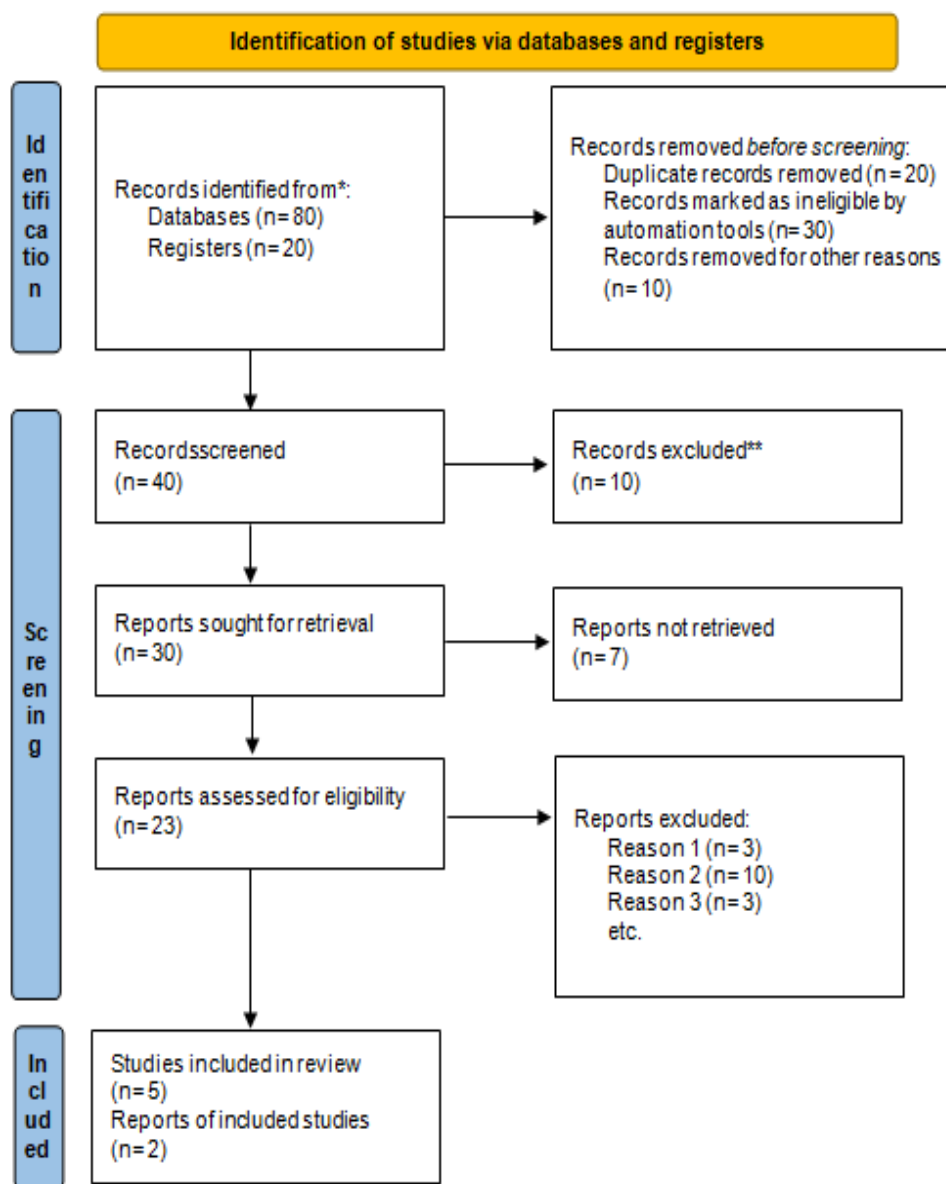 Identification of studies via databases and registers
Id
en
tifi
ca
tio
n
Records identified from*:
Databases (n=80)
Registers (n=20)
Records removed before screening:
Duplicate records removed (n=20)
Records marked as ineligible by
automation tools (n=30)
Records removed for other reasons
(n=10)
Sc
re
en
in
g
Recordsscreened
(n=40)
Records excluded**
(n=10)
Reports sought for retrieval
(n=30)
Reports not retrieved
(n=7)
Reports assessed for eligibility
(n=23)
Reports excluded:
Reason 1 (n=3)
Reason 2 (n=10)
Reason 3 (n=3)
etc.
In
cl
ud
ed
Studies included in review
(n=5)
Reports of included studies
(n=2)